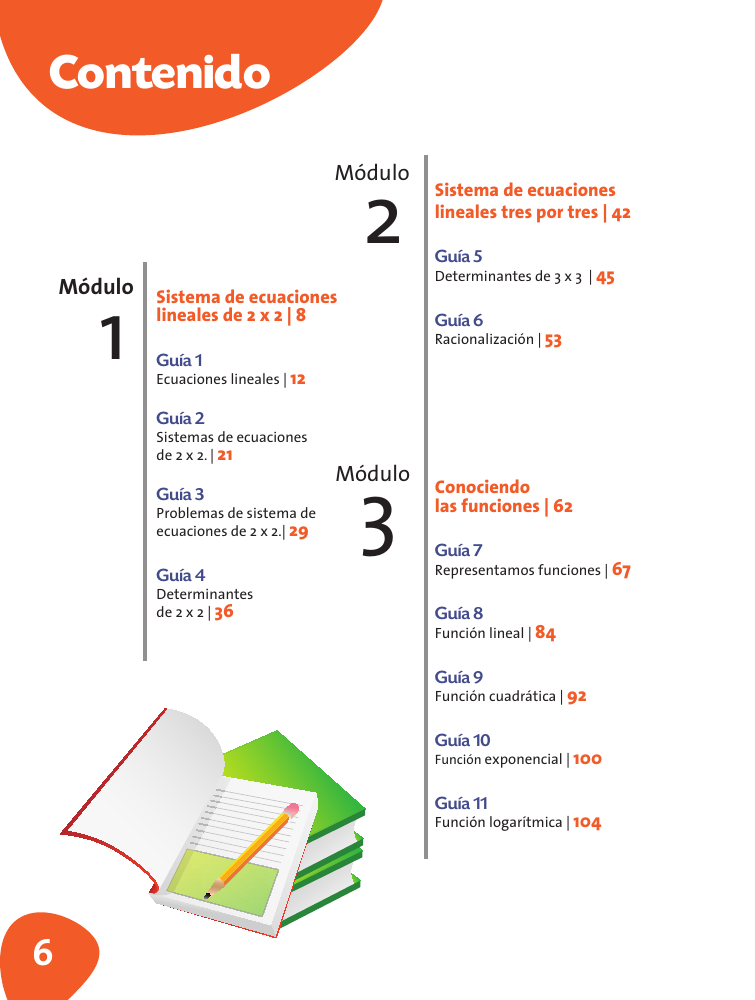 Contenido
Módulo
1
Sistema de ecuaciones
lineales de 2 x 2 | 8
Guía 1
Ecuaciones lineales | 12
Guía 2
Sistemas de ecuaciones
de 2 x 2. | 21
Guía 3
Problemas de sistema de
ecuaciones de 2 x 2.| 29
Guía 4
Determinantes
de 2 x 2 | 36
Módulo
2
Sistema de ecuaciones
lineales tres por tres | 42
Guía 5
Determinantes de 3 x 3 | 45
Guía 6
Racionalización | 53
Módulo
3
Conociendo
las funciones | 62
Guía 7
Representamos funciones | 67
Guía 8
Función lineal | 84
Guía 9
Función cuadrática | 92
Guía 10
Función exponencial | 100
Guía 11
Función logarítmica | 104
6